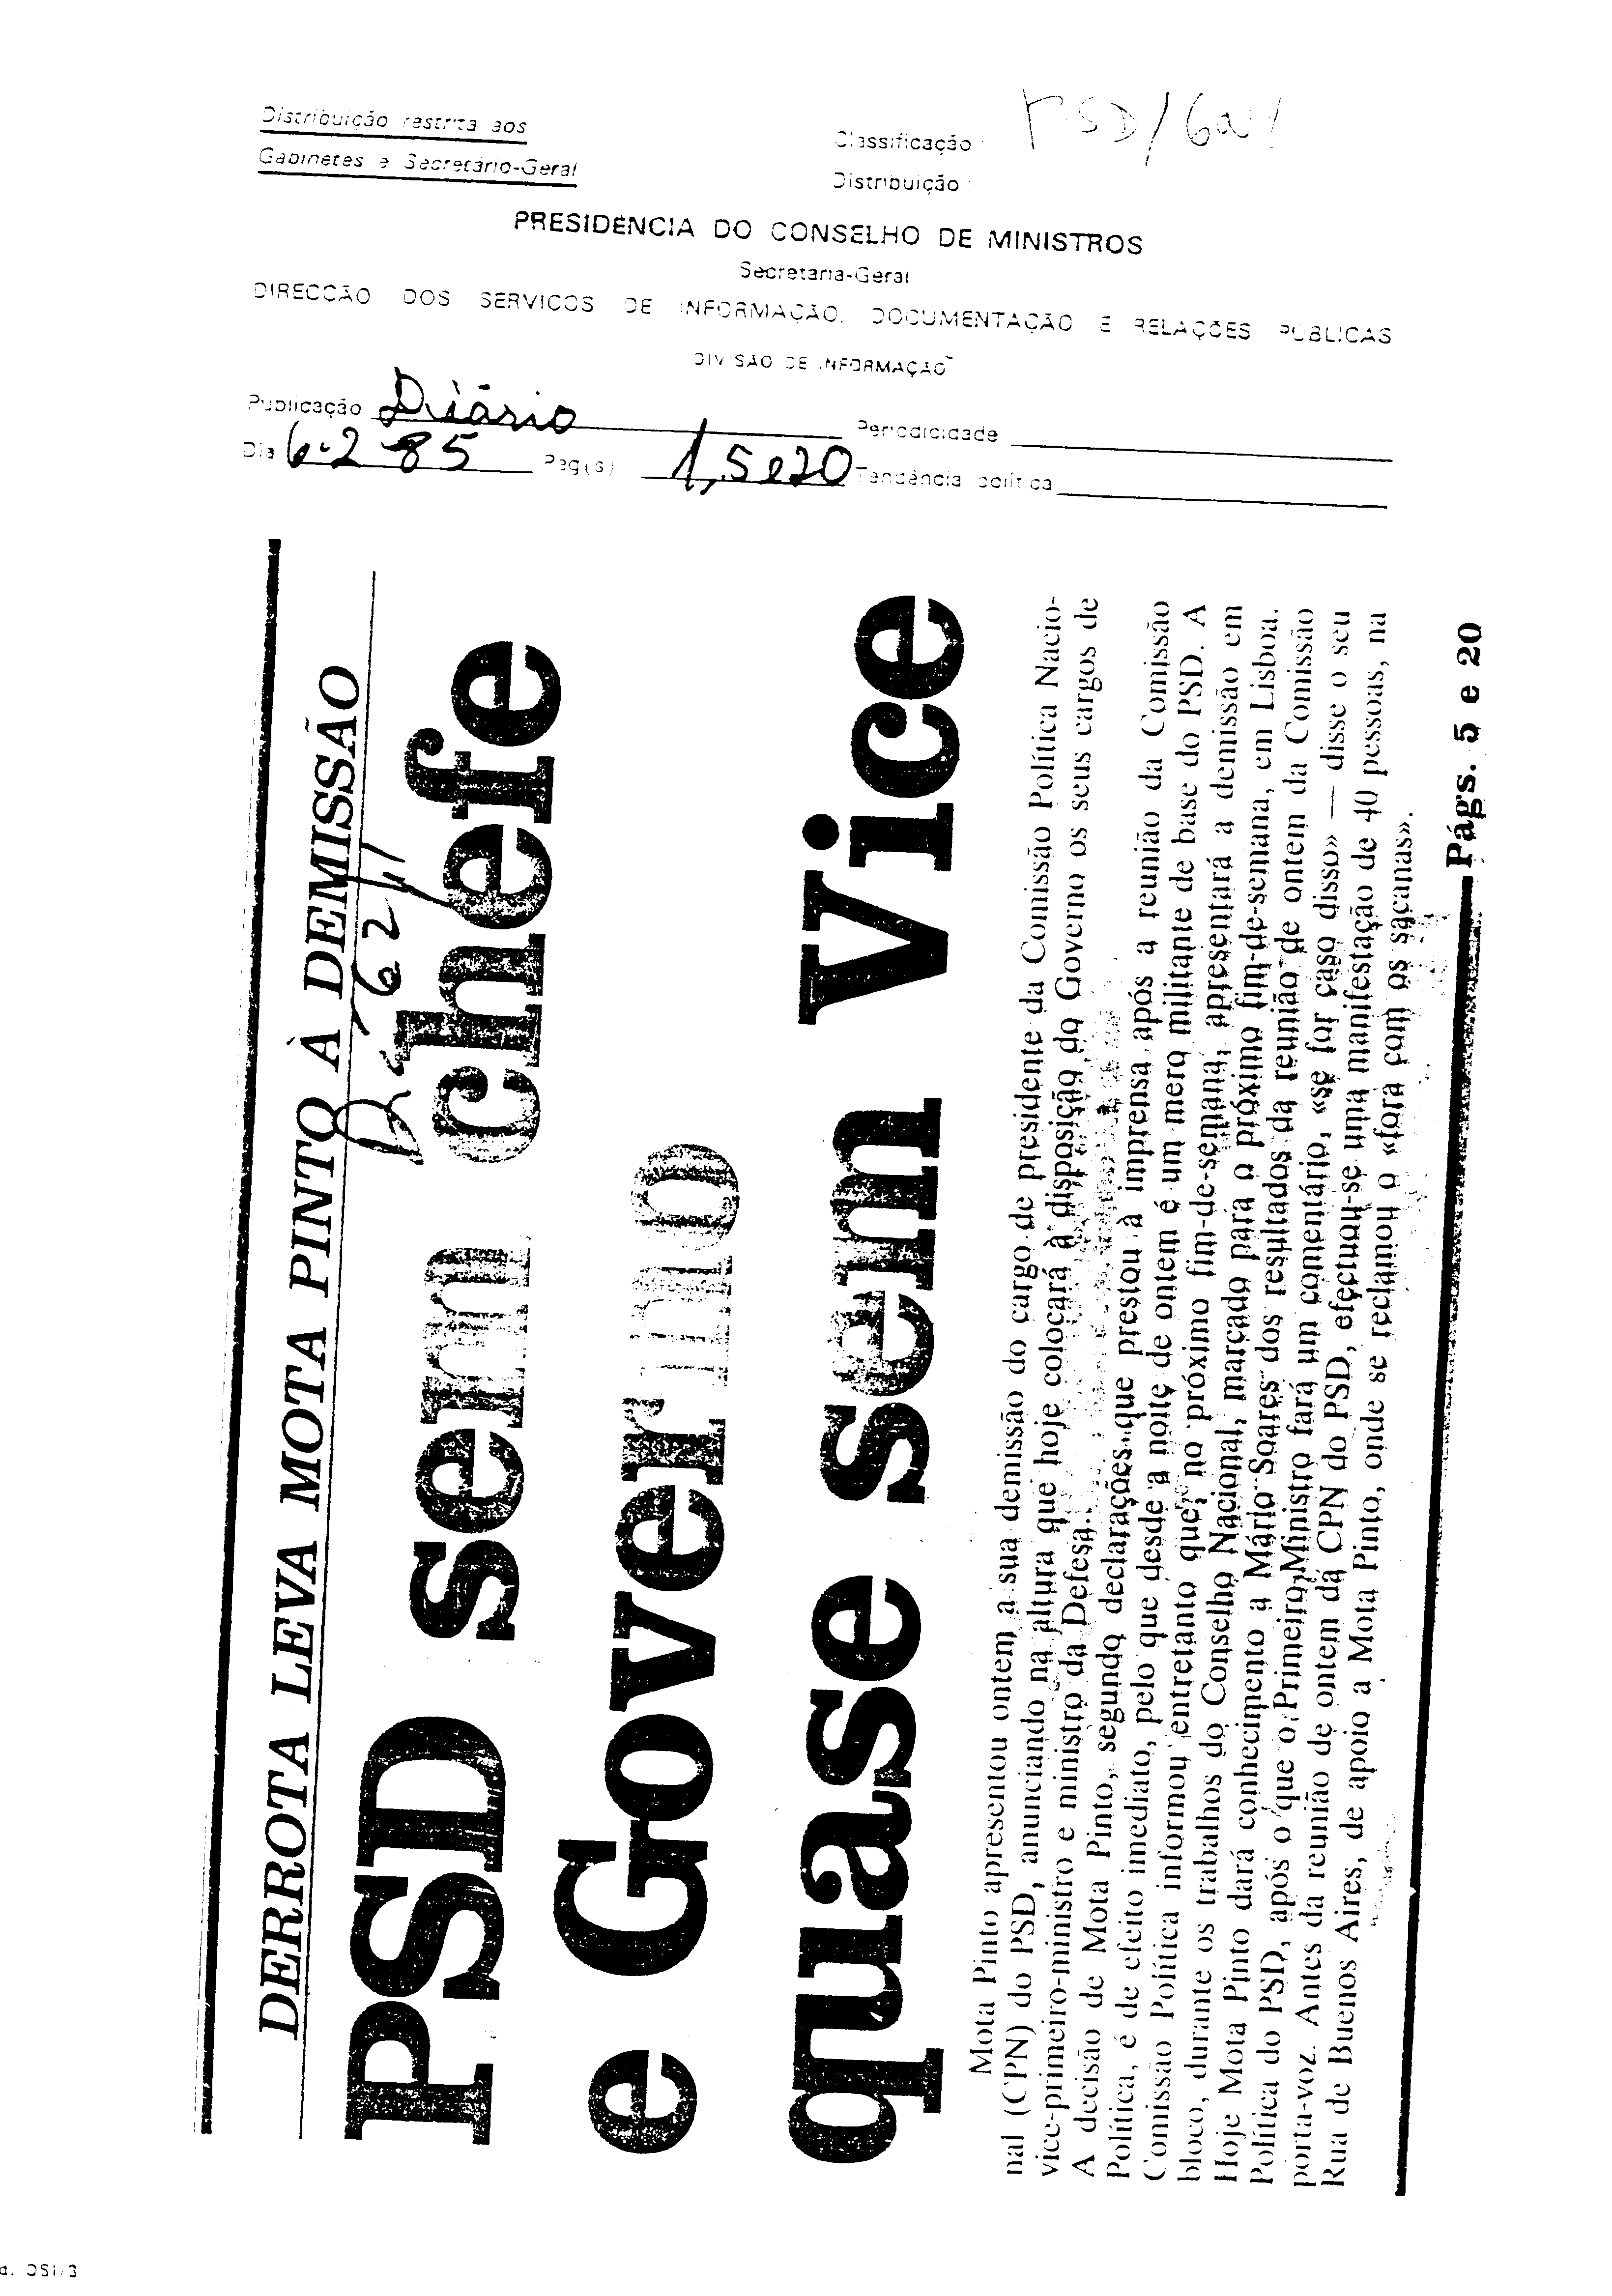 Distribuicão restrita aos
Gabinetes e Secretário-Geral
Classificação : PSD/Gov/
Distribuição :
PRESIDENCIA DO CONSELHO DE MINISTROS
Secretaria-Geral
DIRECCÃO DOS SERVICOS DE INFORMAÇÃO, DOCUMENTAÇÃO E RELAÇÕES PÚBLICAS
DIVISÃO DE INFORMAÇÃO
Publicação Diário Periodicidade
Dia 6-2-85 Pág(s) 1, 5 e 20 Tendência política
DERROTA LEVA MOTA PINTO À DEMISSÃO
PSD sem chefe
e Governo
quase sem Vice
Mota Pinto apresentou ontem a sua demissão do cargo de presidente da Comissão Política Nacio-
nal (CPN) do PSD, anunciando na altura que hoje colocará à disposição do Governo os seus cargos de
vice-primeiro-ministro e ministro da Defesa.
A decisão de Mota Pinto, segundo declarações que prestou à imprensa após a reunião da Comissão
Política, é de efeito imediato, pelo que desde a noite de ontem é um mero militante de base do PSD. A
Comissão Política informou entretanto que, no próximo fim-de-semana, apresentará a demissão em
bloco, durante os trabalhos do Conselho Nacional, marcado para o próximo fim-de-semana, em Lisboa.
Hoje Mota Pinto dará conhecimento a Mário Soares dos resultados da reunião de ontem da Comissão
Política do PSD, após o que o Primeiro-Ministro fará um comentário, «se for caso disso» — disse o seu
porta-voz. Antes da reunião de ontem da CPN do PSD, efectuou-se uma manifestação de 40 pessoas, na
Rua de Buenos Aires, de apoio a Mota Pinto, onde se reclamou o «fora com os sacanas».
Págs. 5 e 20
DSI/3